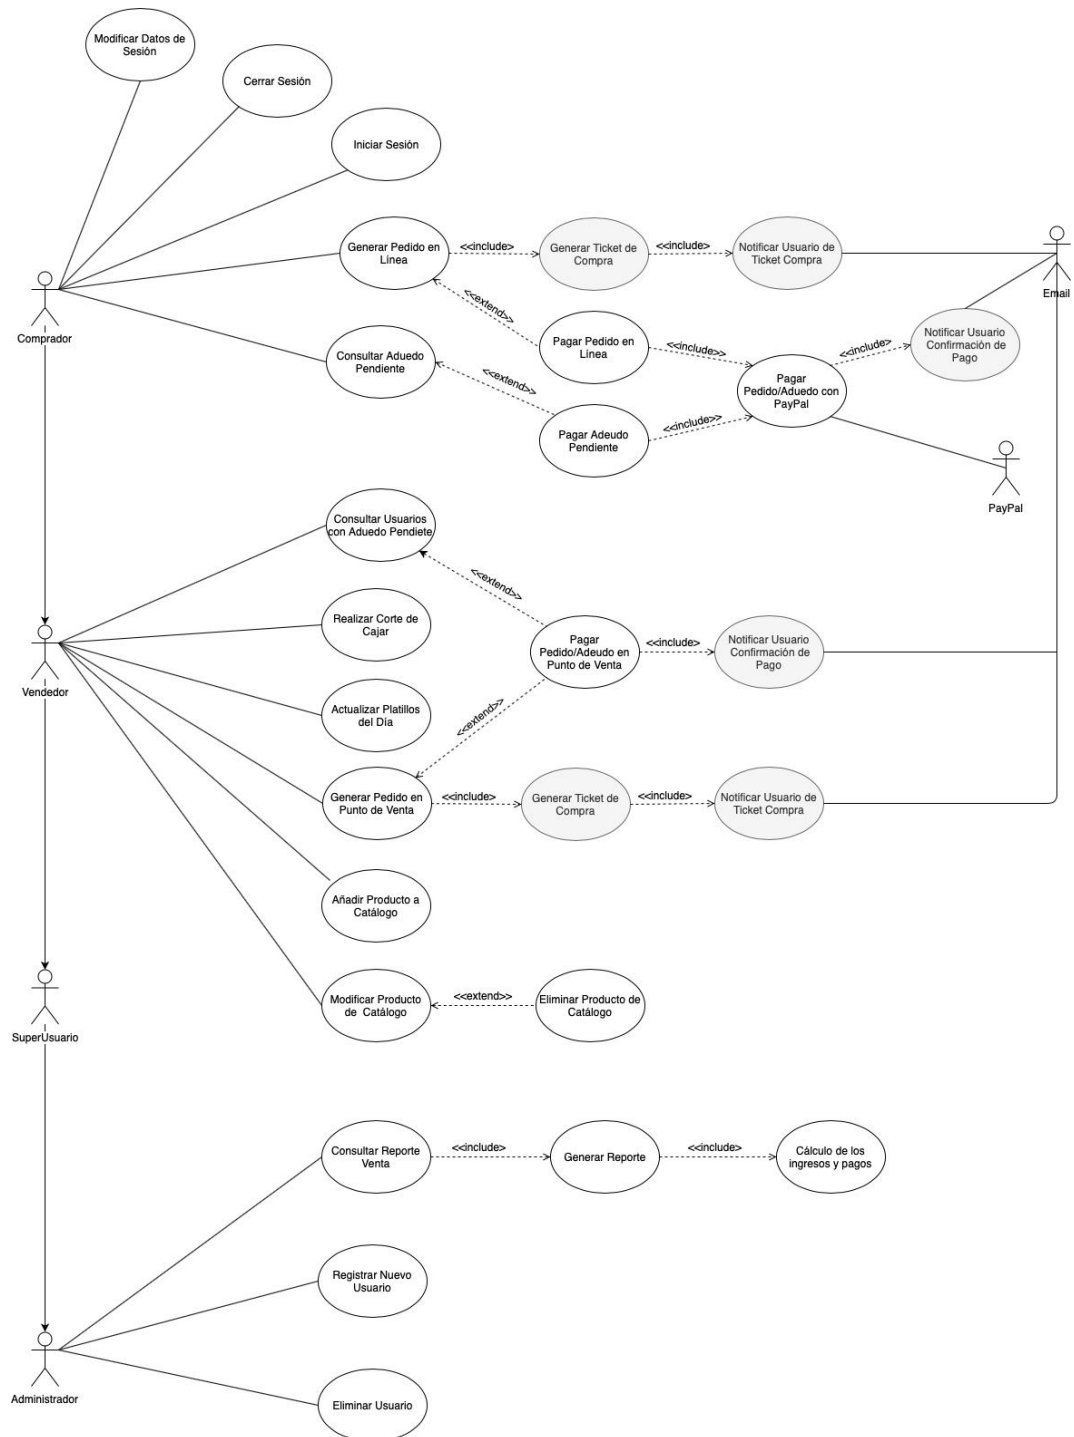 Modificar Datos de
Sesión
Cerrar Sesión
Iniciar Sesión
Generar Pedido en
Línea
<<include>
Generar Ticket de
Compra
<<include>
Notificar Usuario de
Ticket Compra
Email
Comprador
<<extend>>
Consultar Aduedo
Pendiente
<<extend>>
Pagar Pedido en
Línea
<<include>>
Pagar
Pedido/Aduedo con
PayPal
<<include>
Notificar Usuario
Confirmación de
Pago
Pagar Adeudo
Pendiente
<<include>>
PayPal
Consultar Usuarios
con Aduedo Pendiete
<<extend>>
Realizar Corte de
Cajar
Pagar
Pedido/Adeudo en
Punto de Venta
<<include>
Notificar Usuario
Confirmación de
Pago
Vendedor
Actualizar Platillos
del Día
<<extend>>
Generar Pedido en
Punto de Venta
<<include>
Generar Ticket de
Compra
<<include>
Notificar Usuario de
Ticket Compra
Añadir Producto a
Catálogo
Modificar Producto
de Catálogo
<<extend>>
Eliminar Producto de
Catálogo
SuperUsuario
Consultar Reporte
Venta
<<include>
Generar Reporte
<<include>
Cálculo de los
ingresos y pagos
Registrar Nuevo
Usuario
Administrador
Eliminar Usuario